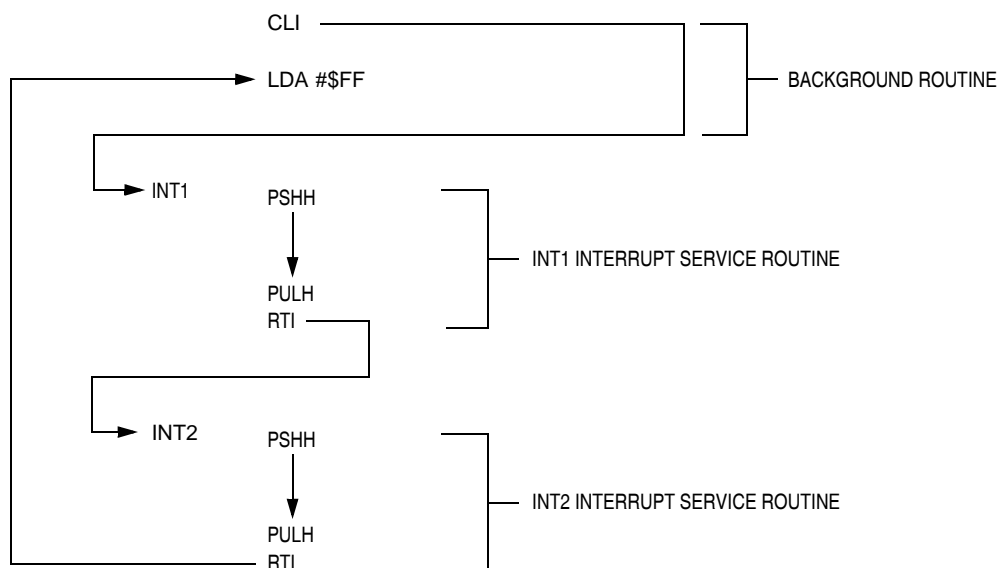 CLI
LDA #$FF
BACKGROUND ROUTINE
INT1
PSHH
INT1 INTERRUPT SERVICE ROUTINE
PULH
RTI
INT2
PSHH
INT2 INTERRUPT SERVICE ROUTINE
PULH
RTI